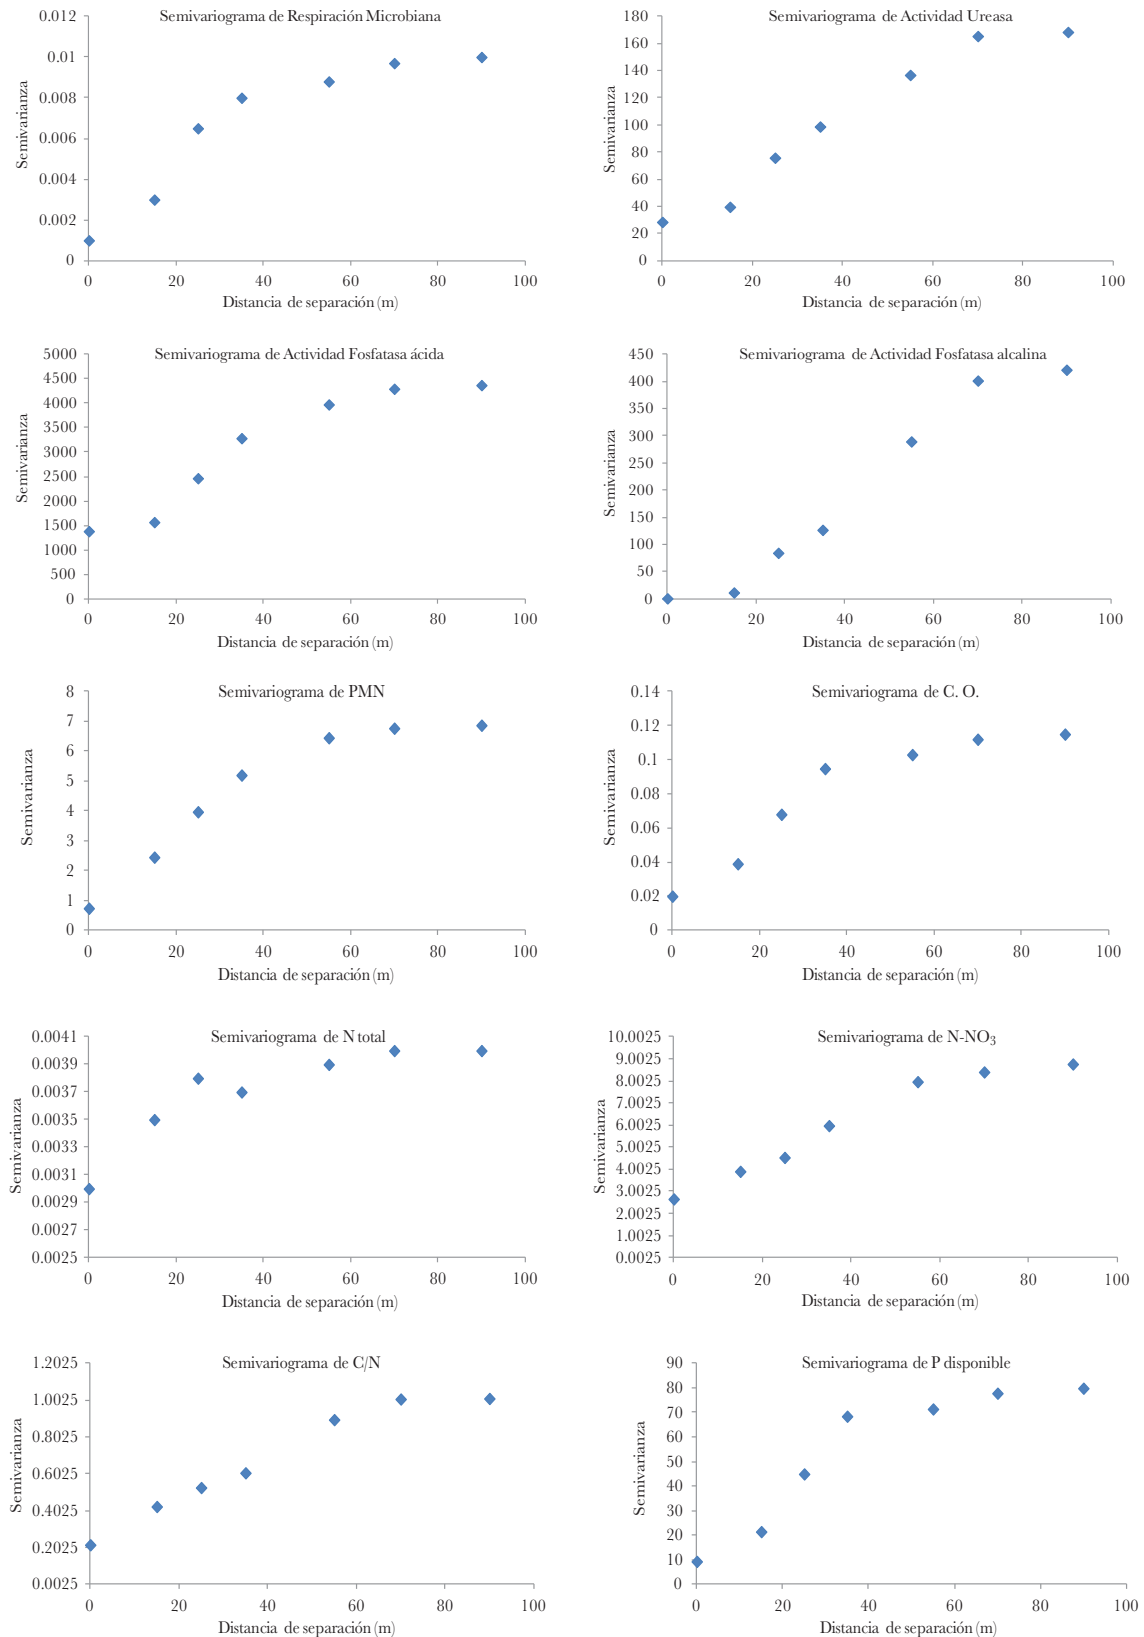 Semivariograma de Respiración Microbiana
Semivarianza
0.012
0.01
0.008
0.006
0.004
0.002
0
0 20 40 60 80 100
Distancia de separación (m)
Semivariograma de Actividad Ureasa
Semivarianza
180
160
140
120
100
80
60
40
20
0
0 20 40 60 80 100
Distancia de separación (m)
Semivariograma de Actividad Fosfatasa ácida
Semivarianza
5000
4500
4000
3500
3000
2500
2000
1500
1000
500
0
0 20 40 60 80 100
Distancia de separación (m)
Semivariograma de Actividad Fosfatasa alcalina
Semivarianza
450
400
350
300
250
200
150
100
50
0
0 20 40 60 80 100
Distancia de separación (m)
Semivariograma de PMN
Semivarianza
8
7
6
5
4
3
2
1
0
0 20 40 60 80 100
Distancia de separación (m)
Semivariograma de C. O.
Semivarianza
0.14
0.12
0.1
0.08
0.06
0.04
0.02
0
0 20 40 60 80 100
Distancia de separación (m)
Semivariograma de N total
Semivarianza
0.0041
0.0039
0.0037
0.0035
0.0033
0.0031
0.0029
0.0027
0.0025
0 20 40 60 80 100
Distancia de separación (m)
Semivariograma de N-NO₃
Semivarianza
10.0025
9.0025
8.0025
7.0025
6.0025
5.0025
4.0025
3.0025
2.0025
1.0025
0.0025
0 20 40 60 80 100
Distancia de separación (m)
Semivariograma de C/N
Semivarianza
1.2025
1.0025
0.8025
0.6025
0.4025
0.2025
0.0025
0 20 40 60 80 100
Distancia de separación (m)
Semivariograma de P disponible
Semivarianza
90
80
70
60
50
40
30
20
10
0
0 20 40 60 80 100
Distancia de separación (m)